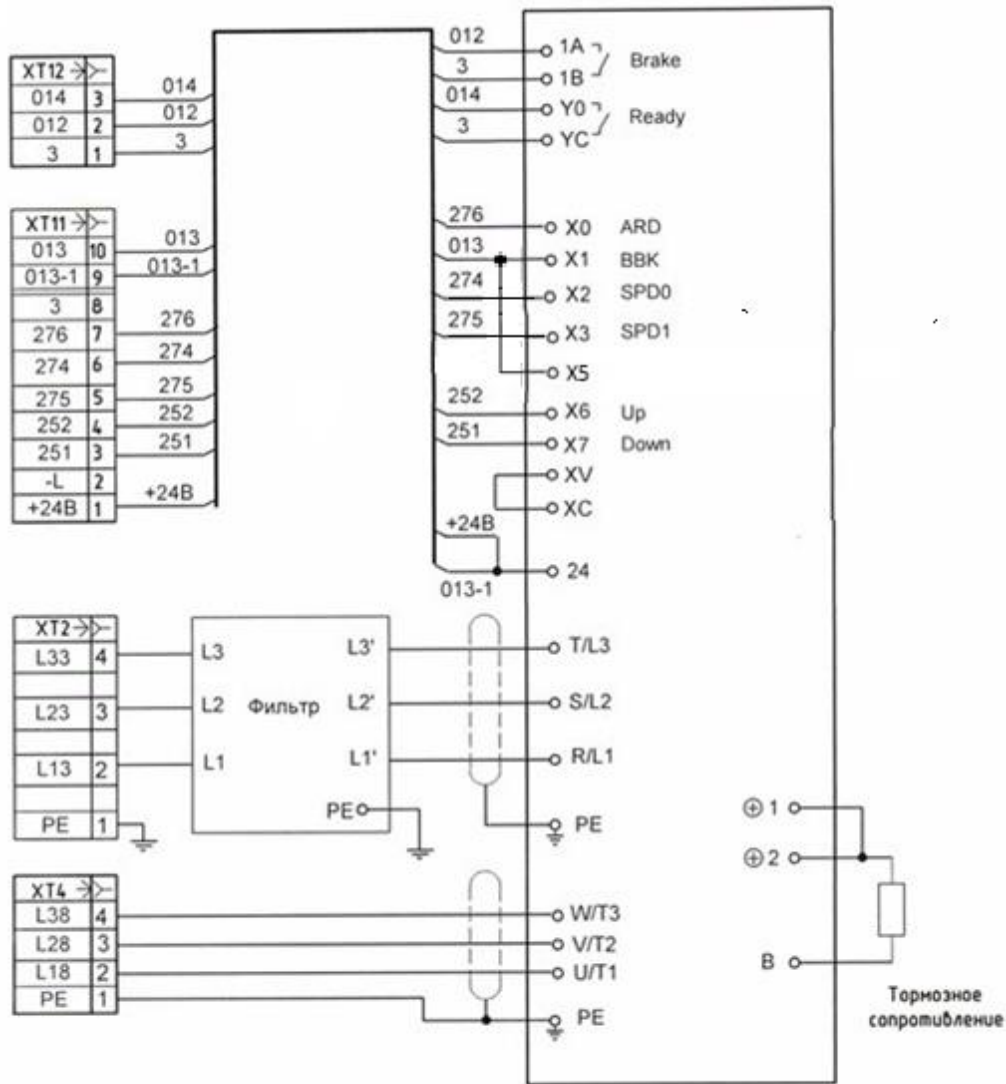 XT12
014 3
012 2
3 1
014
012
3
XT11
013 10
013-1 9
3 8
276 7
274 6
275 5
252 4
251 3
-L 2
+24В 1
013
013-1
276
274
275
252
251
+24В
012
3
014
3
276
013
274
275
252
251
+24В
013-1
1A
1B
Brake
Y0
YC
Ready
X0 ARD
X1 BBK
X2 SPD0
X3 SPD1
X5
X6 Up
X7 Down
XV
XC
24
XT2
L33 4
L23 3
L13 2
PE 1
L3 L3'
L2 Фильтр L2'
L1 L1'
PE
T/L3
S/L2
R/L1
PE
XT4
L38 4
L28 3
L18 2
PE 1
W/T3
V/T2
U/T1
PE
⊕1
⊕2
B
Тормозное
сопротивление